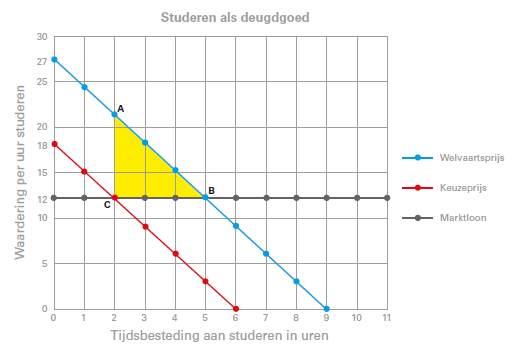 Studeren als deugdgoed
Waardering per uur studeren
30
27
25
20
18
15
12
10
5
0
A
B
C
0 1 2 3 4 5 6 7 8 9 10 11
Tijdsbesteding aan studeren in uren
Welvaartsprijs
Keuzeprijs
Marktloon